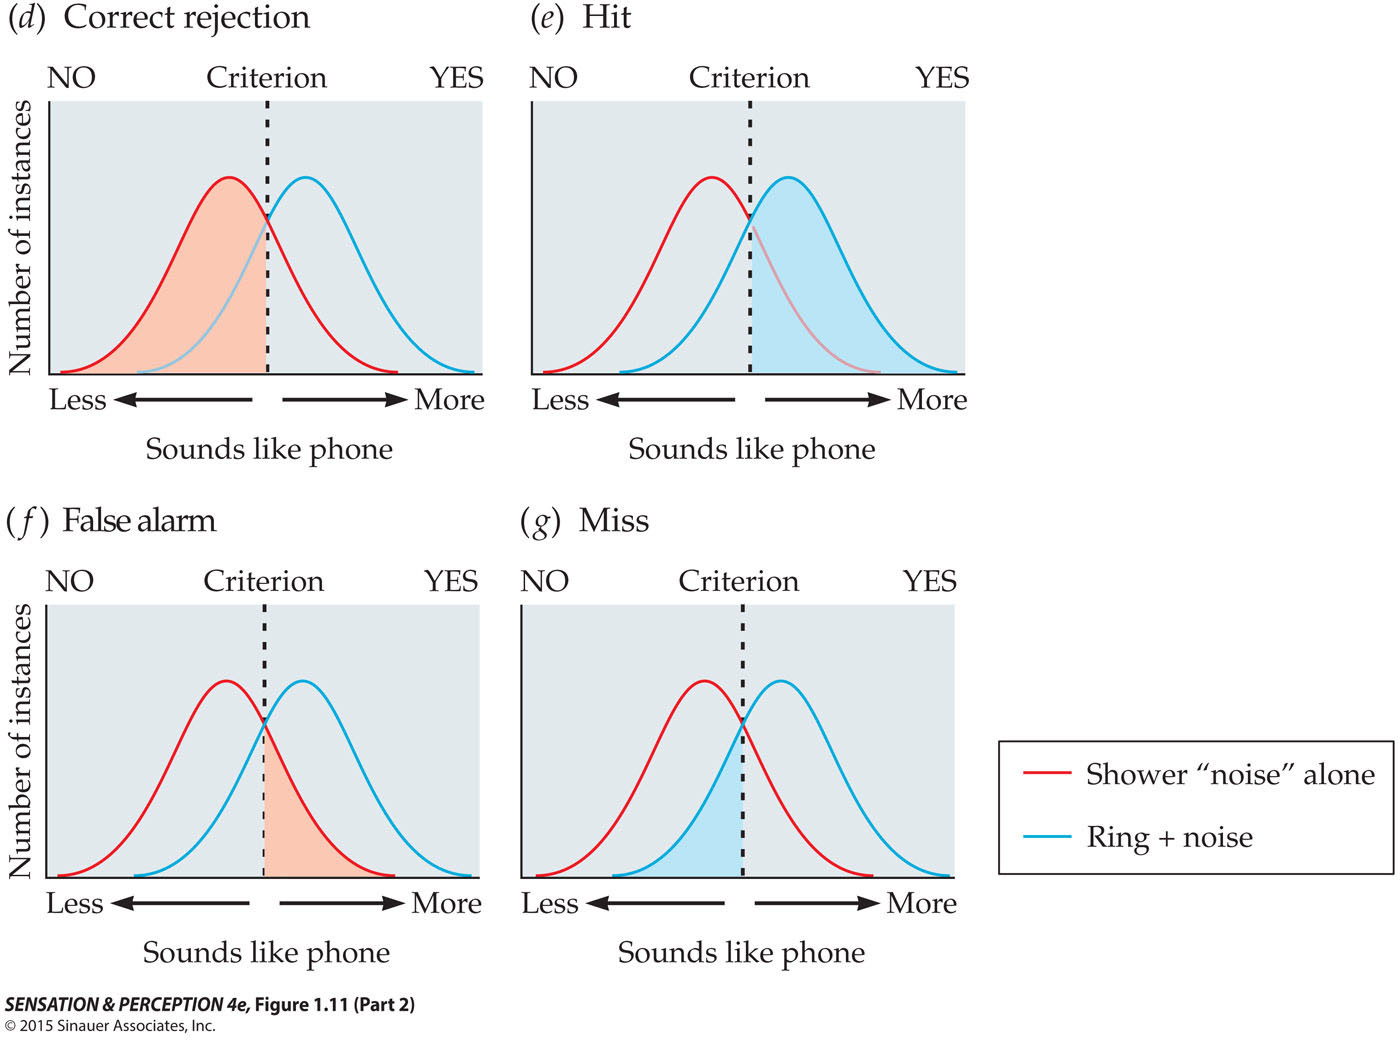 (d) Correct rejection
(e) Hit
NO Criterion YES
NO Criterion YES
Number of instances
Less More
Less More
Sounds like phone
Sounds like phone
(f) False alarm
(g) Miss
NO Criterion YES
NO Criterion YES
Number of instances
Less More
Less More
Sounds like phone
Sounds like phone
Shower “noise” alone
Ring + noise
SENSATION & PERCEPTION 4e, Figure 1.11 (Part 2)
© 2015 Sinauer Associates, Inc.